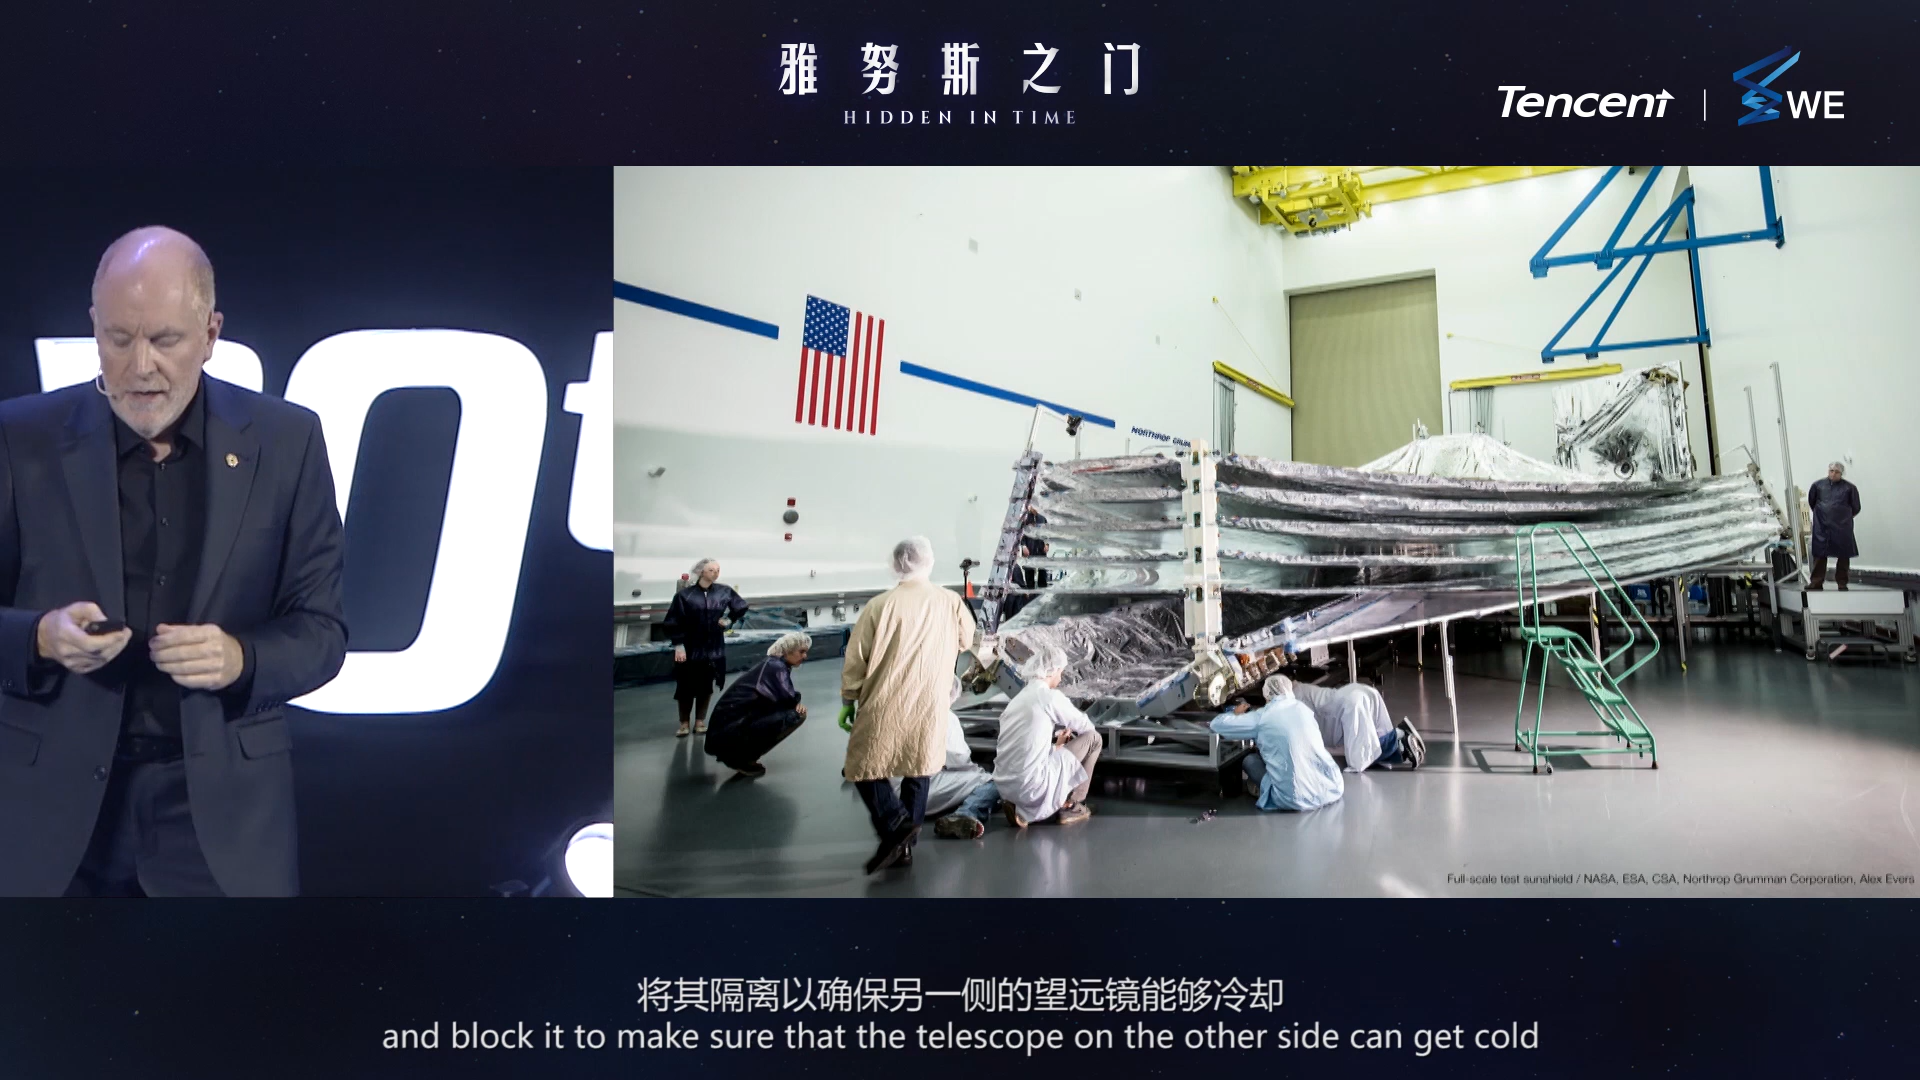 雅努斯之门
HIDDEN IN TIME
Tencent | WE
NORTHROP GRUM
Full-scale test sunshield / NASA, ESA, CSA, Northrop Grumman Corporation, Alex Evers
将其隔离以确保另一侧的望远镜能够冷却
and block it to make sure that the telescope on the other side can get cold